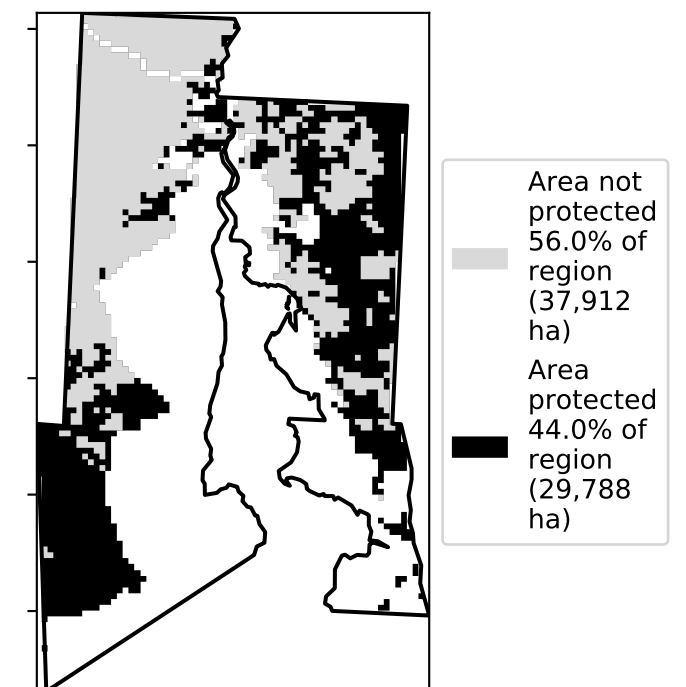 Area not
protected
56.0% of
region
(37,912
ha)
Area
protected
44.0% of
region
(29,788
ha)